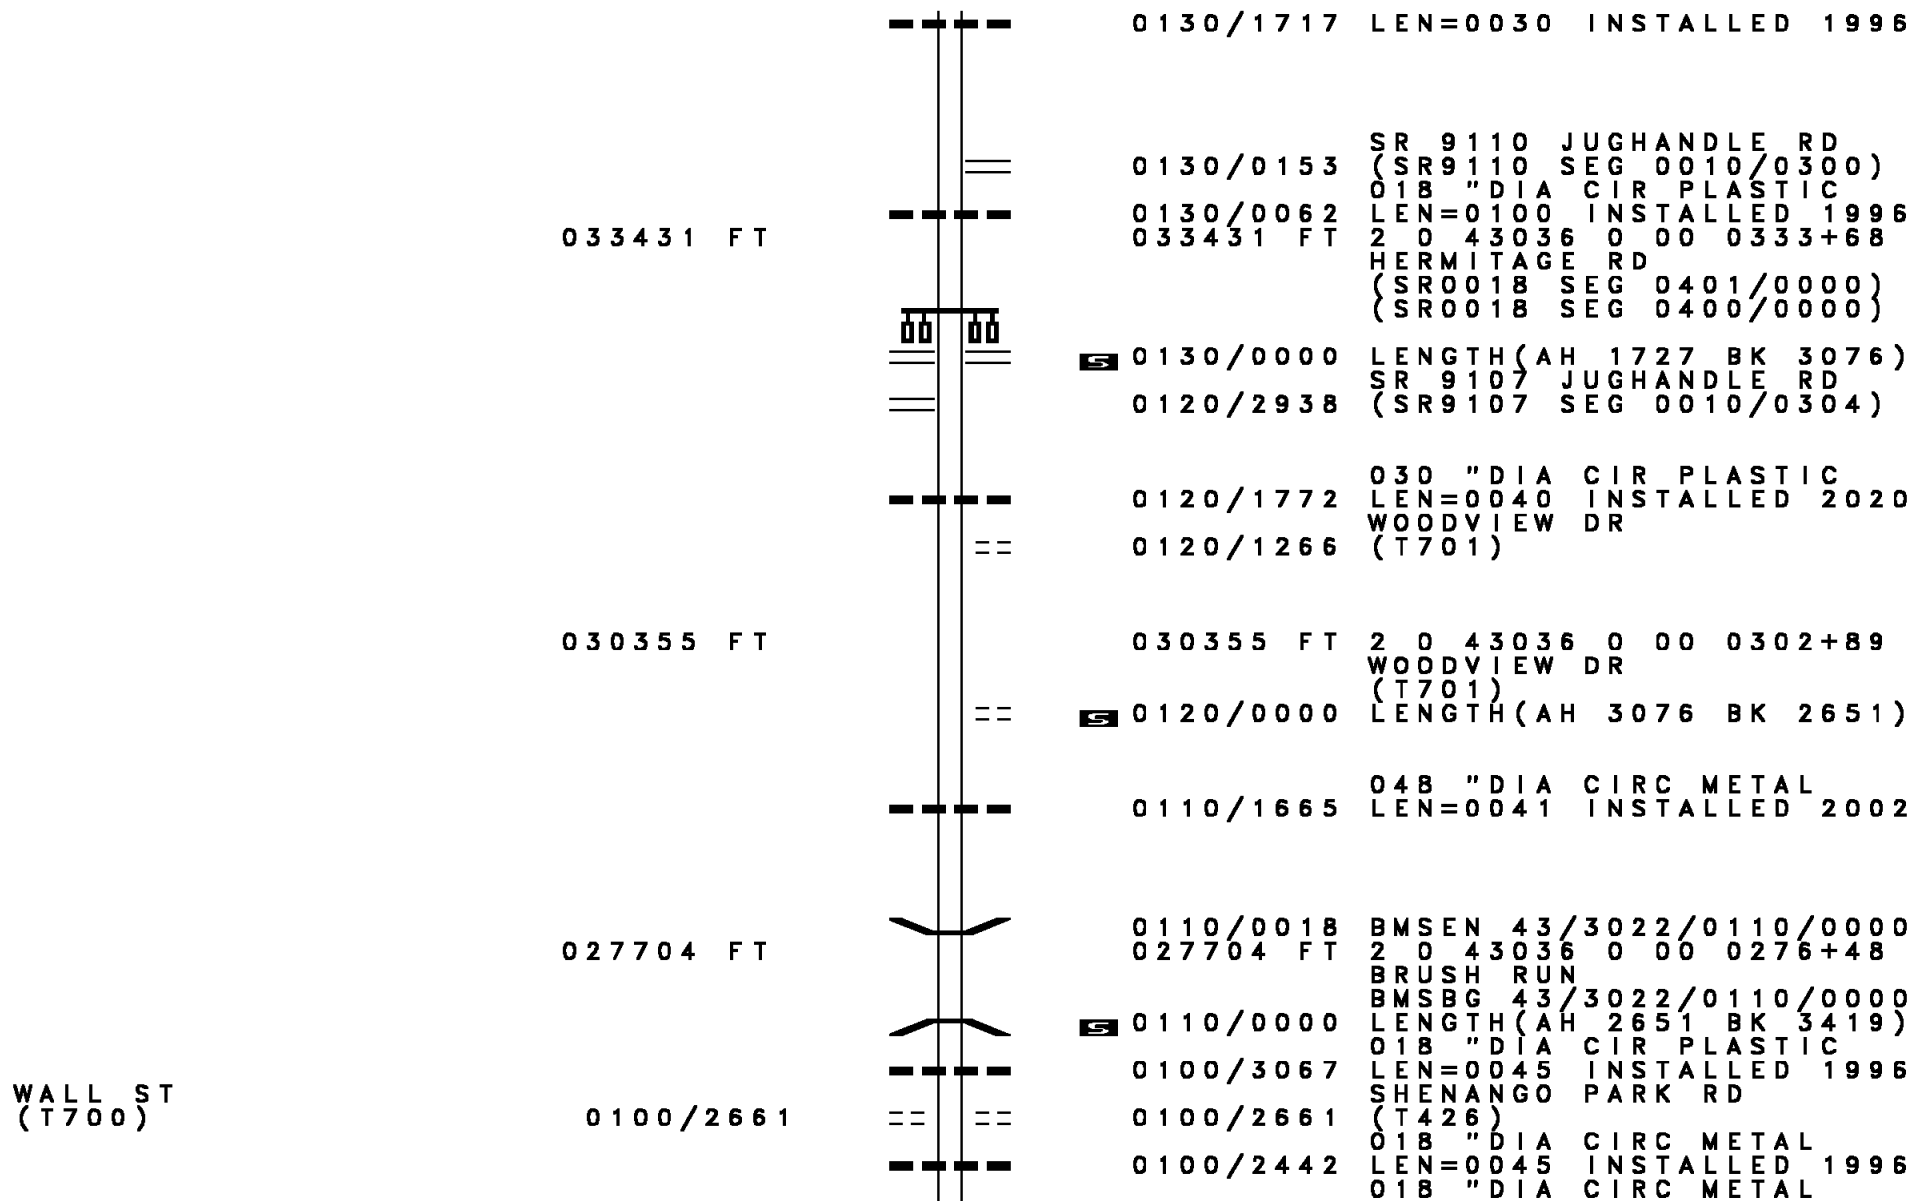 0130/1717 LEN=0030 INSTALLED 1996
SR 9110 JUGHANDLE RD
0130/0153 (SR9110 SEG 0010/0300)
018 "DIA CIR PLASTIC
0130/0062 LEN=0100 INSTALLED 1996
033431 FT 033431 FT 2 0 43036 0 00 0333+68
HERMITAGE RD
(SR0018 SEG 0401/0000)
(SR0018 SEG 0400/0000)
S 0130/0000 LENGTH(AH 1727 BK 3076)
SR 9107 JUGHANDLE RD
0120/2938 (SR9107 SEG 0010/0304)
030 "DIA CIR PLASTIC
0120/1772 LEN=0040 INSTALLED 2020
WOODVIEW DR
0120/1266 (T701)
030355 FT 030355 FT 2 0 43036 0 00 0302+89
WOODVIEW DR
(T701)
S 0120/0000 LENGTH(AH 3076 BK 2651)
048 "DIA CIRC METAL
0110/1665 LEN=0041 INSTALLED 2002
0110/0018 BMSEN 43/3022/0110/0000
027704 FT 027704 FT 2 0 43036 0 00 0276+48
BRUSH RUN
BMSBG 43/3022/0110/0000
S 0110/0000 LENGTH(AH 2651 BK 3419)
018 "DIA CIR PLASTIC
0100/3067 LEN=0045 INSTALLED 1996
WALL ST SHENANGO PARK RD
(T700) 0100/2661 0100/2661 (T426)
018 "DIA CIRC METAL
0100/2442 LEN=0045 INSTALLED 1996
018 "DIA CIRC METAL